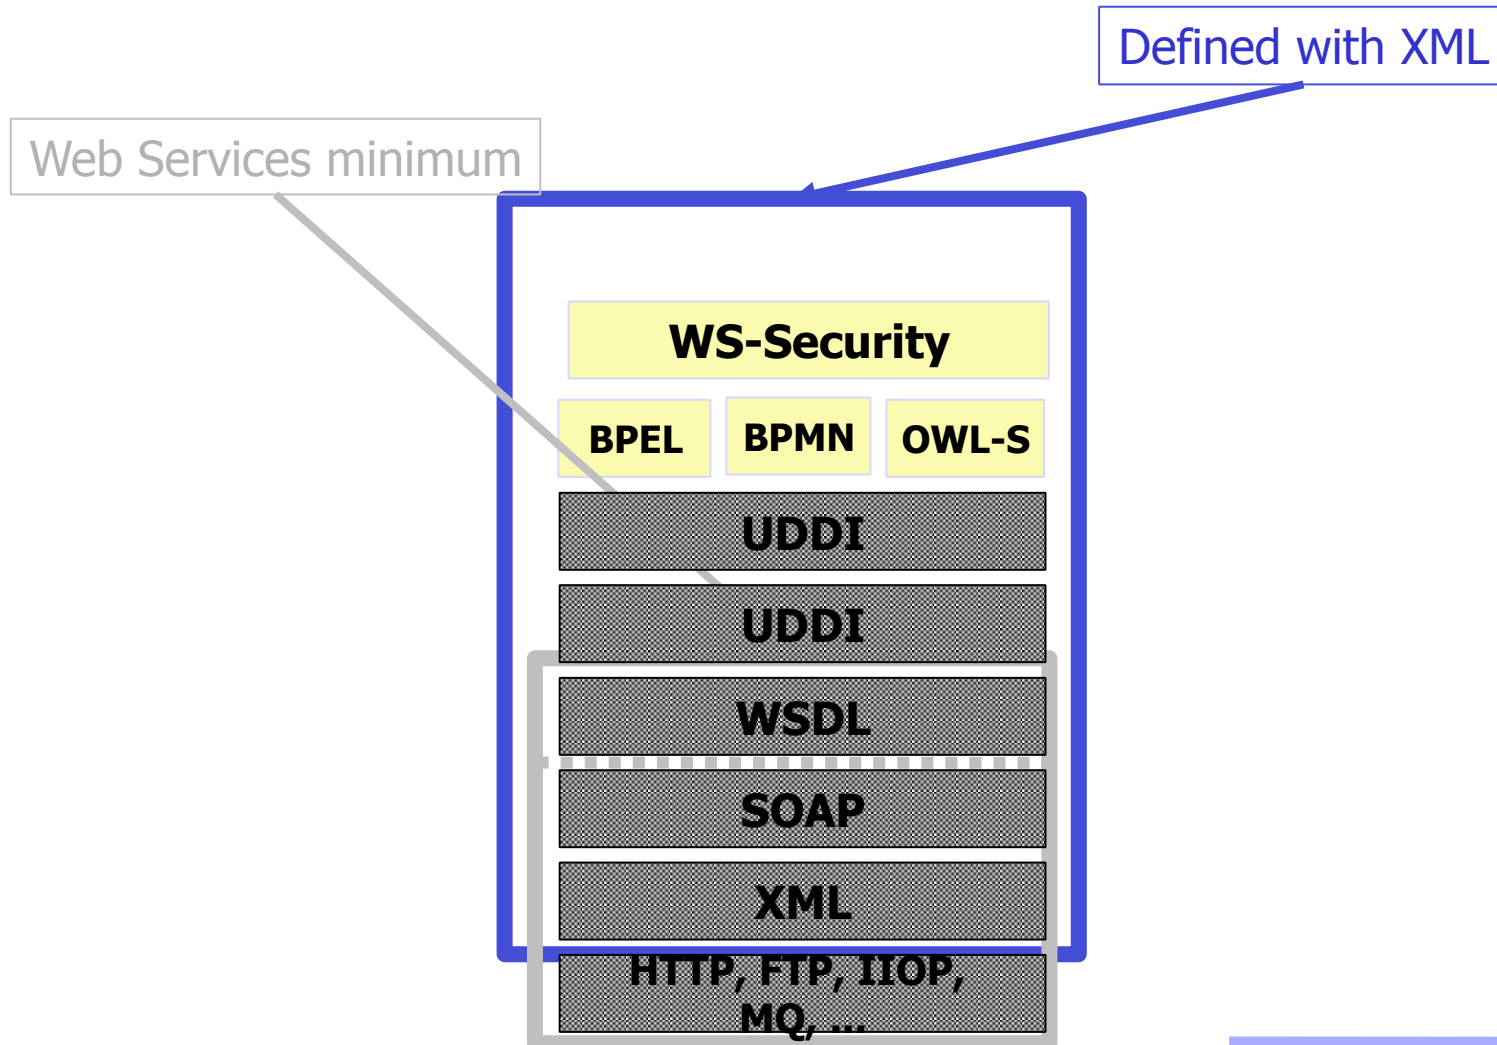 Defined with XML
Web Services minimum
WS-Security
BPEL BPMN OWL-S
UDDI
UDDI
WSDL
SOAP
XML
HTTP, FTP, IIOP,
MQ, ...